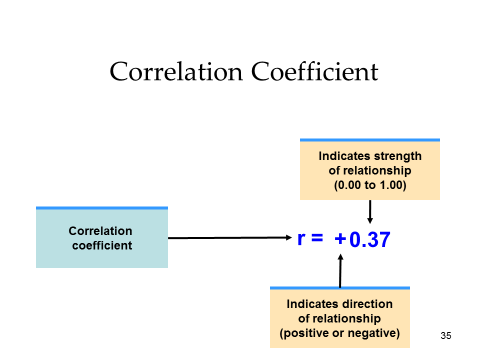 Correlation Coefficient
Indicates strength
of relationship
(0.00 to 1.00)
Correlation
coefficient
r = +0.37
Indicates direction
of relationship
(positive or negative)
35